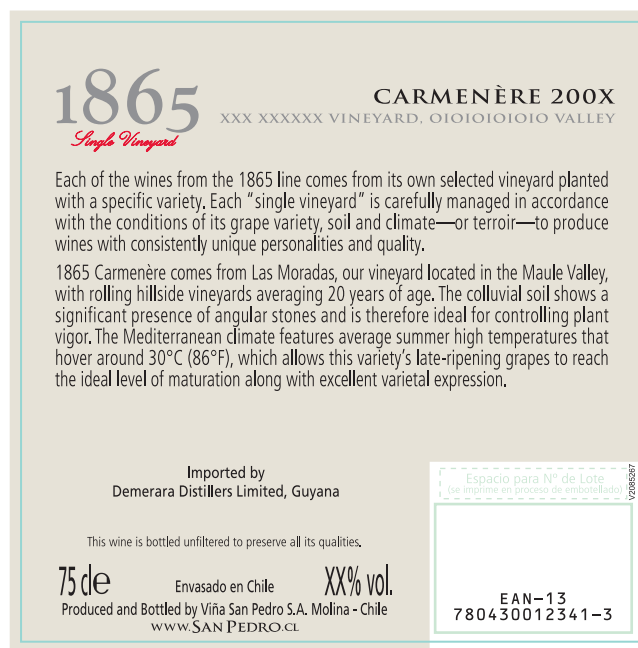 1865
Single Vineyard
CARMENÈRE 200X
XXX XXXXXX VINEYARD, OIOIOIOIOIO VALLEY
Each of the wines from the 1865 line comes from its own selected vineyard planted
with a specific variety. Each “single vineyard” is carefully managed in accordance
with the conditions of its grape variety, soil and climate—or terroir—to produce
wines with consistently unique personalities and quality.
1865 Carmenère comes from Las Moradas, our vineyard located in the Maule Valley,
with rolling hillside vineyards averaging 20 years of age. The colluvial soil shows a
significant presence of angular stones and is therefore ideal for controlling plant
vigor. The Mediterranean climate features average summer high temperatures that
hover around 30°C (86°F), which allows this variety’s late-ripening grapes to reach
the ideal level of maturation along with excellent varietal expression.
Imported by
Demerara Distillers Limited, Guyana
This wine is bottled unfiltered to preserve all its qualities.
75 cle
Envasado en Chile
XX% vol.
Produced and Bottled by Viña San Pedro S.A. Molina - Chile
WWW.SAN PEDRO.CL
Espacio para Nº de Lote
(se imprime en proceso de embotellado)
V2085267
EAN-13
780430012341-3